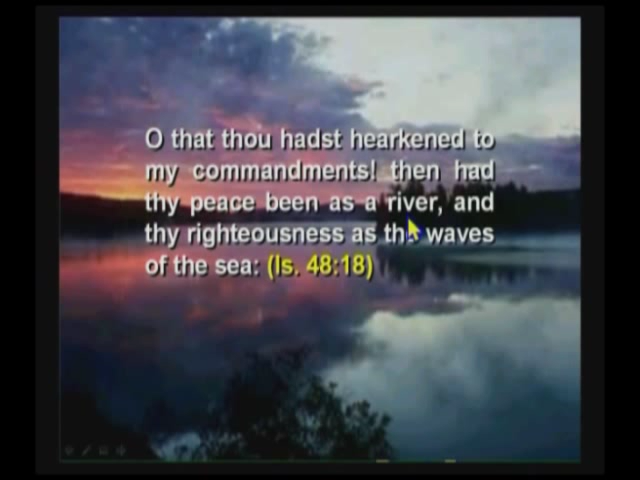 O that thou hadst hearkened to
my commandments! then had
thy peace been as a river, and
thy righteousness as the waves
of the sea: (Is. 48:18)